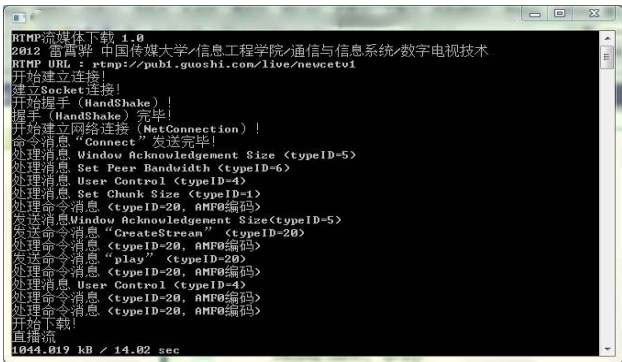 RTMP流媒体下载 1.0
2012 雷霄骅 中国传媒大学/信息工程学院/通信与信息系统/数字电视技术
RTMP URL : rtmp://pub1.guoshi.com/live/newcetv1
开始建立连接!
建立Socket连接!
开始握手（HandShake）!
握手（HandShake）完毕!
开始建立网络连接（NetConnection）!
命令消息“Connect”发送完毕!
处理消息 Window Acknowledgement Size (typeID=5)
处理消息 Set Peer Bandwidth (typeID=6)
处理消息 User Control (typeID=4)
处理消息 Set Chunk Size (typeID=1)
处理命令消息 (typeID=20, AMF0编码)
发送消息Window Acknowledgement Size(typeID=5)
发送命令消息“CreateStream” (typeID=20)
处理命令消息 (typeID=20, AMF0编码)
发送命令消息“play” (typeID=20)
处理命令消息 (typeID=20, AMF0编码)
处理消息 User Control (typeID=4)
处理命令消息 (typeID=20, AMF0编码)
处理命令消息 (typeID=20, AMF0编码)
开始下载!
直播流
1044.019 kB / 14.02 sec